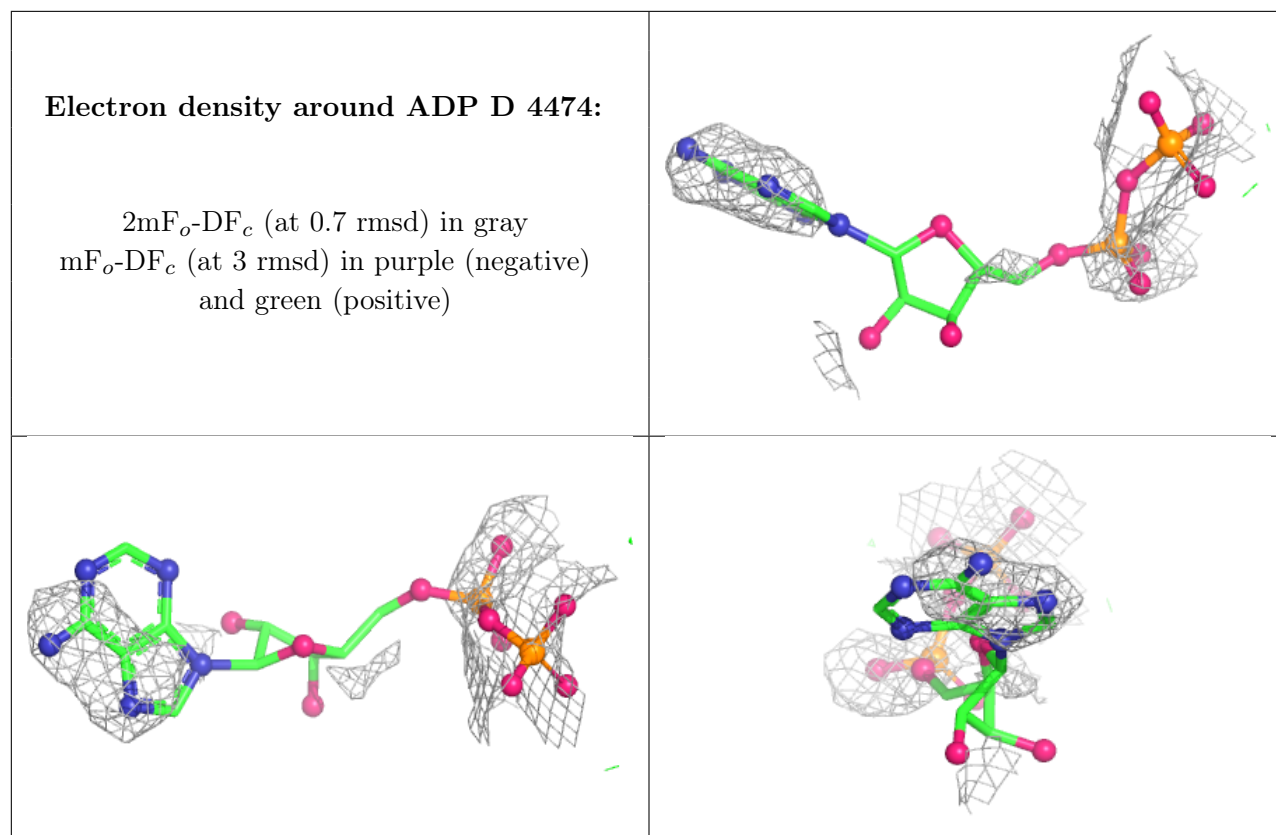 Electron density around ADP D 4474:
2mFo-DFc (at 0.7 rmsd) in gray
mFo-DFc (at 3 rmsd) in purple (negative)
and green (positive)